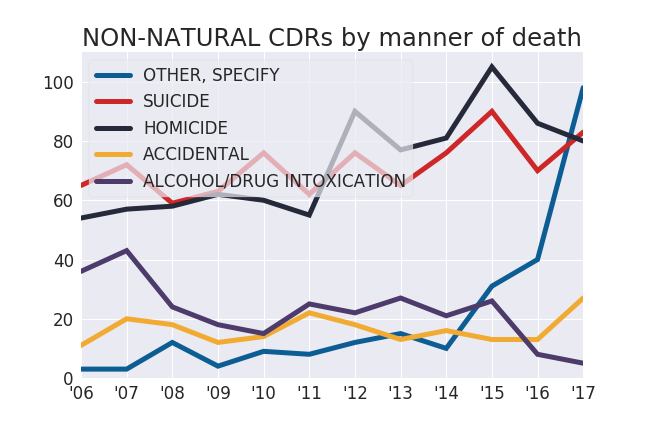 NON-NATURAL CDRs by manner of death
OTHER, SPECIFY
SUICIDE
HOMICIDE
ACCIDENTAL
ALCOHOL/DRUG INTOXICATION
100
80
60
40
20
0
'06 '07 '08 '09 '10 '11 '12 '13 '14 '15 '16 '17